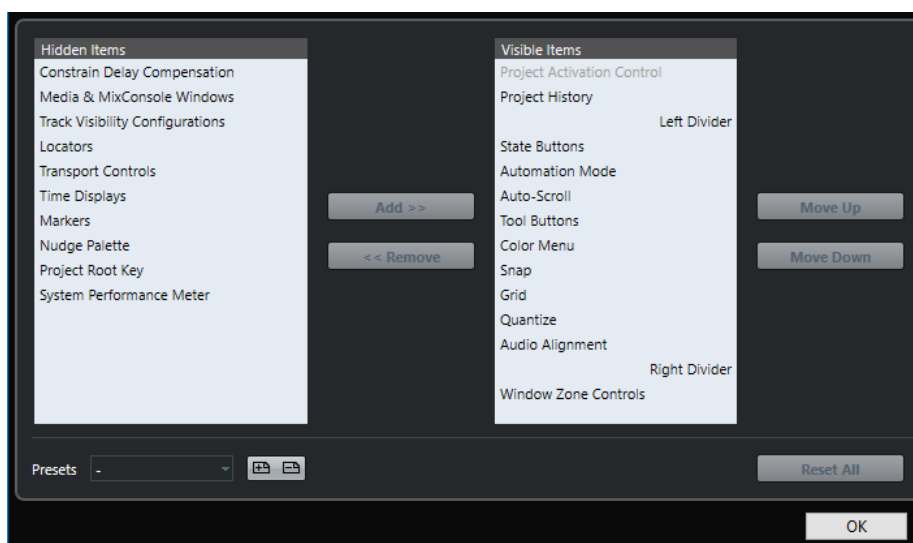 Hidden Items
Constrain Delay Compensation
Media & MixConsole Windows
Track Visibility Configurations
Locators
Transport Controls
Time Displays
Markers
Nudge Palette
Project Root Key
System Performance Meter
Add >>
<< Remove
Visible Items
Project Activation Control
Project History
Left Divider
State Buttons
Automation Mode
Auto-Scroll
Tool Buttons
Color Menu
Snap
Grid
Quantize
Audio Alignment
Right Divider
Window Zone Controls
Move Up
Move Down
Presets -
Reset All
OK